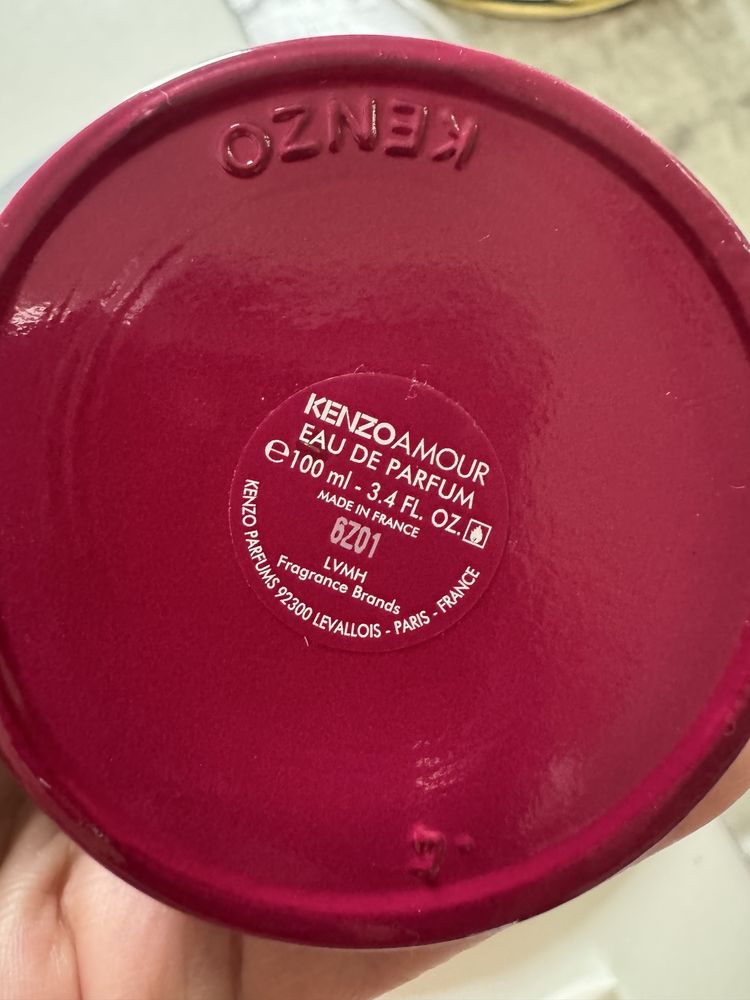 KENZO
KENZOAMOUR
EAU DE PARFUM
℮100 ml - 3.4 FL. OZ.
MADE IN FRANCE
6Z01
LVMH
Fragrance Brands
KENZO PARFUMS 92300 LEVALLOIS - PARIS - FRANCE